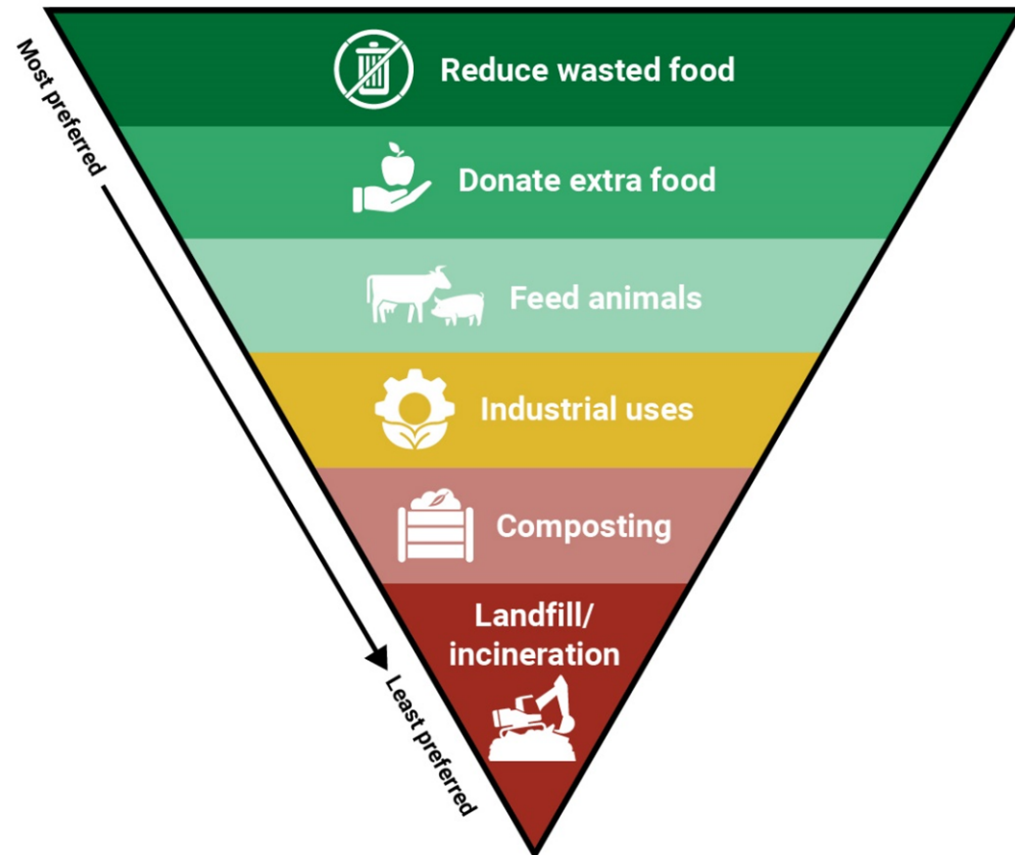 Most preferred
Reduce wasted food
Donate extra food
Feed animals
Industrial uses
Composting
Landfill/
incineration
Least preferred